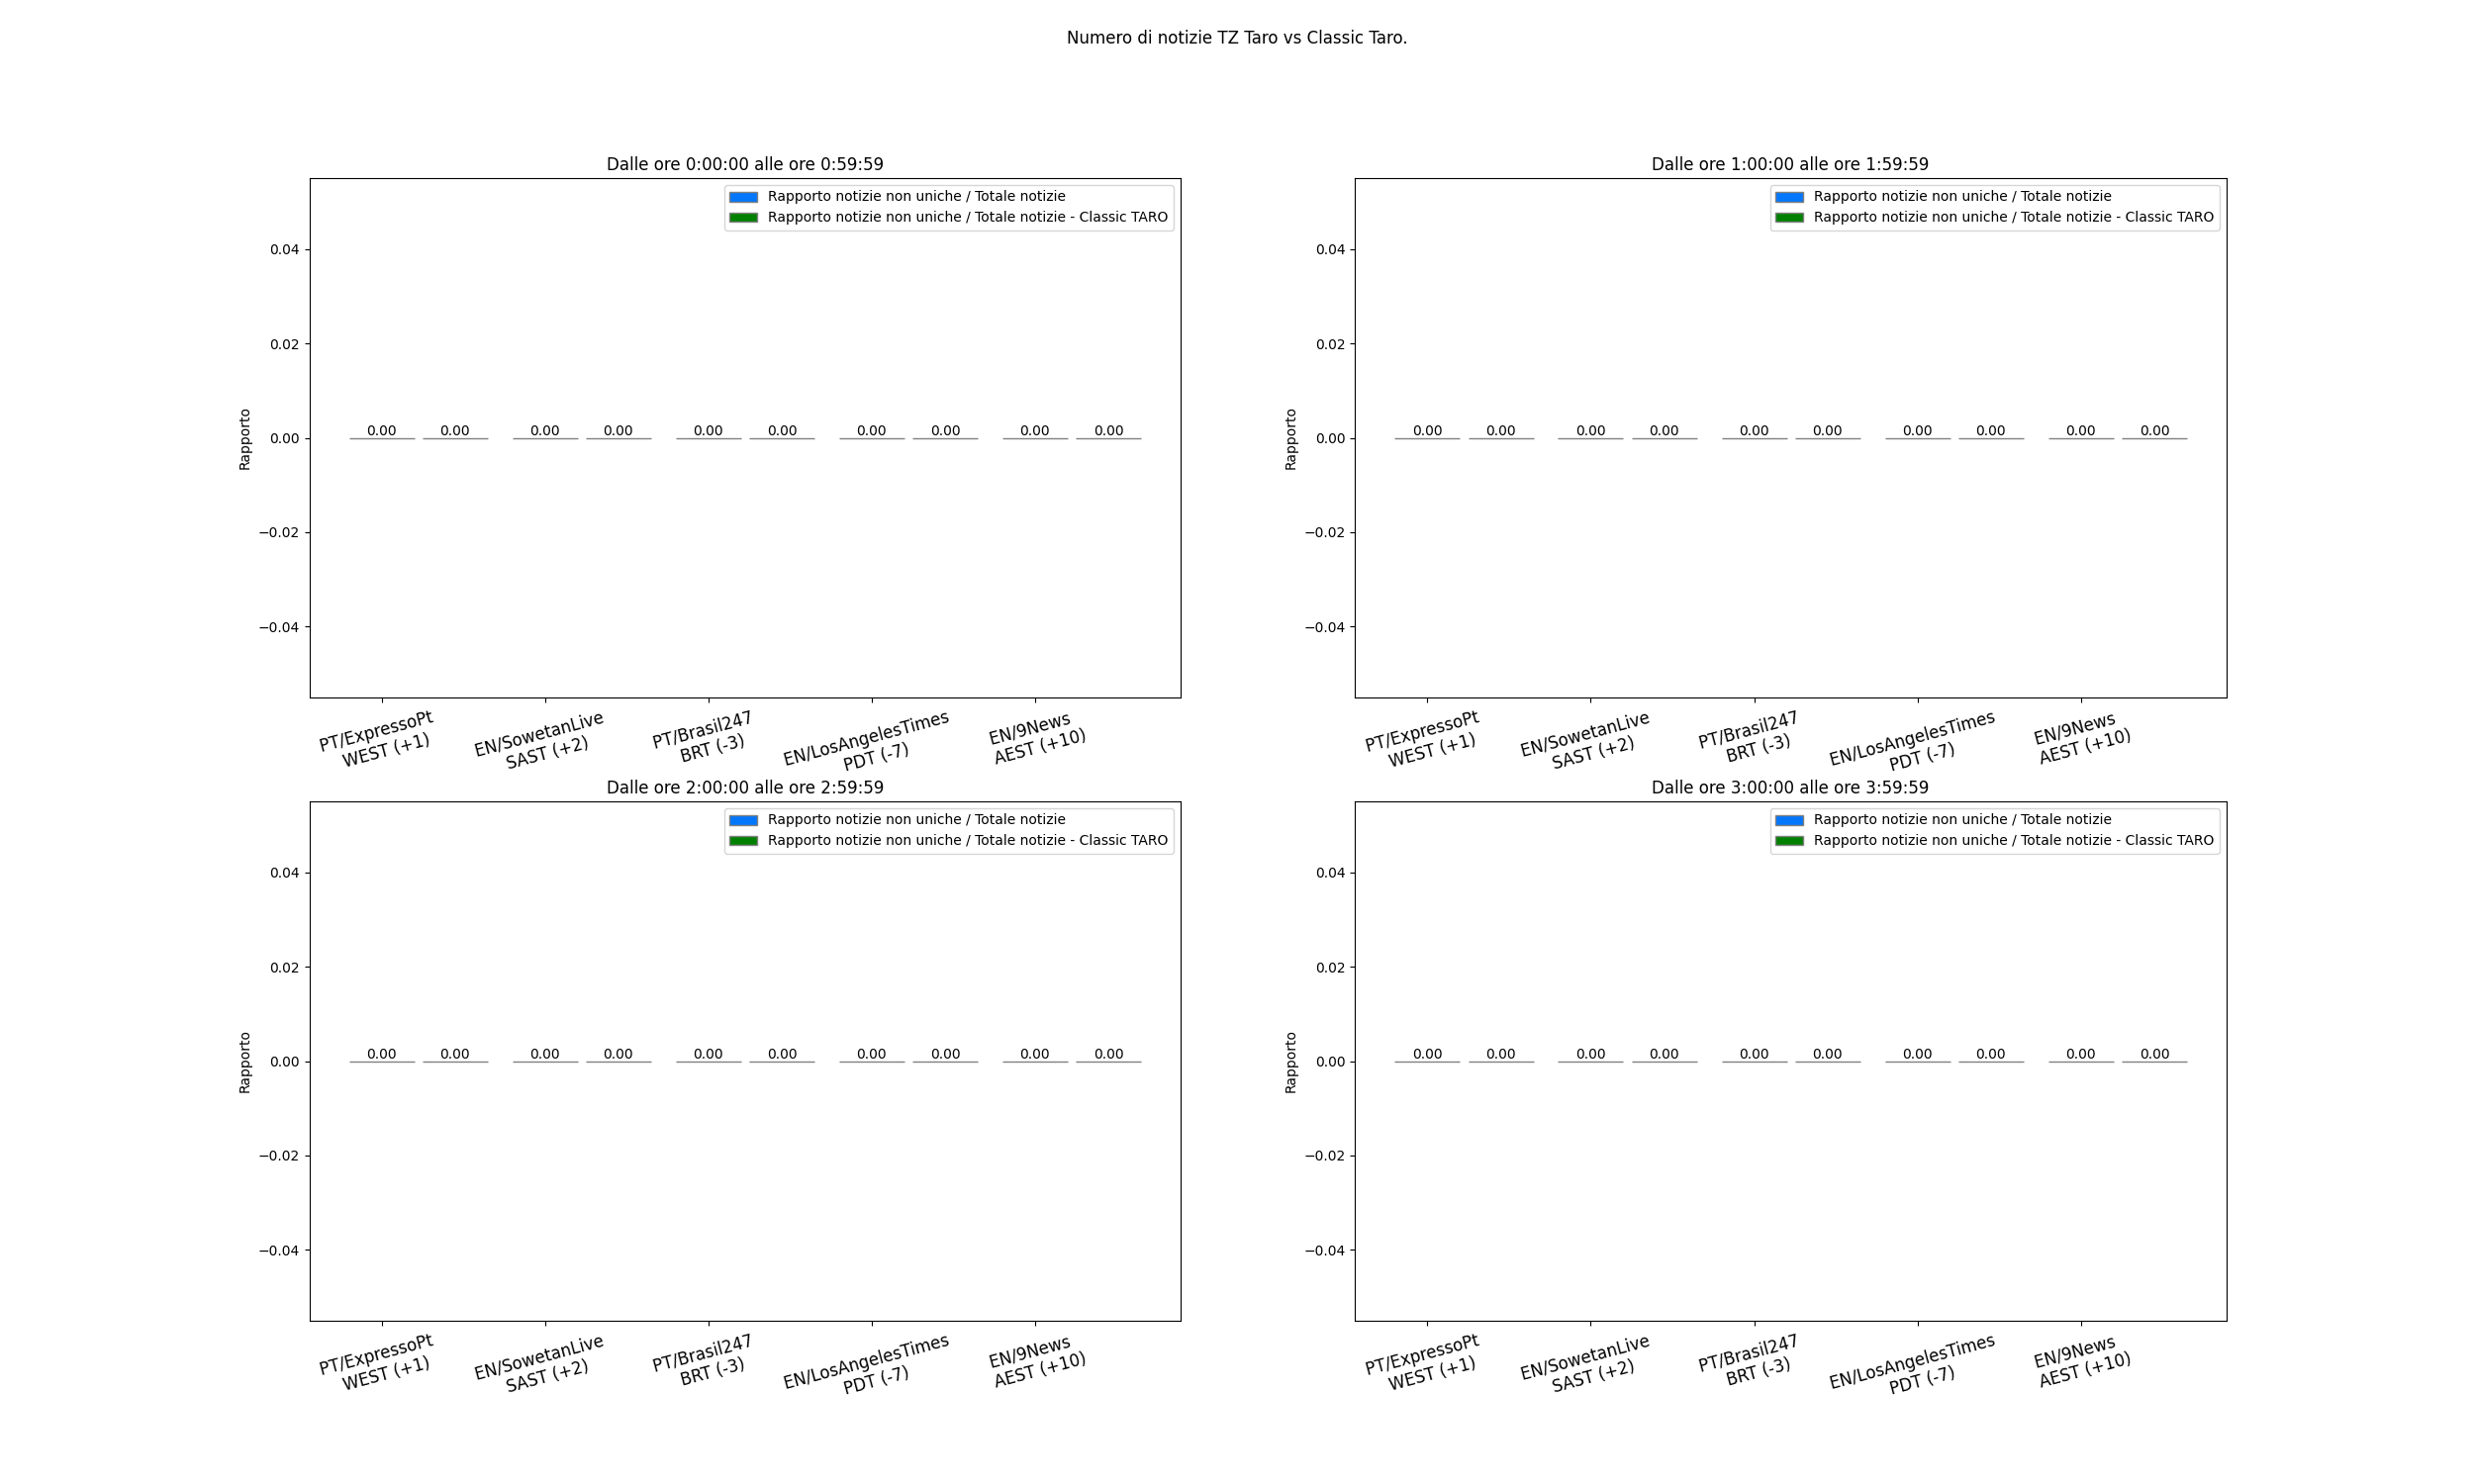 Numero di notizie TZ Taro vs Classic Taro.
Dalle ore 0:00:00 alle ore 0:59:59
Rapporto notizie non uniche / Totale notizie
Rapporto notizie non uniche / Totale notizie - Classic TARO
0.04
0.02
0.00
−0.02
−0.04
Rapporto
0.00 0.00 0.00 0.00 0.00 0.00 0.00 0.00 0.00 0.00
PT/ExpressoPt
WEST (+1)
EN/SowetanLive
SAST (+2)
PT/Brasil247
BRT (-3)
EN/LosAngelesTimes
PDT (-7)
EN/9News
AEST (+10)
Dalle ore 1:00:00 alle ore 1:59:59
Rapporto notizie non uniche / Totale notizie
Rapporto notizie non uniche / Totale notizie - Classic TARO
0.04
0.02
0.00
−0.02
−0.04
Rapporto
0.00 0.00 0.00 0.00 0.00 0.00 0.00 0.00 0.00 0.00
PT/ExpressoPt
WEST (+1)
EN/SowetanLive
SAST (+2)
PT/Brasil247
BRT (-3)
EN/LosAngelesTimes
PDT (-7)
EN/9News
AEST (+10)
Dalle ore 2:00:00 alle ore 2:59:59
Rapporto notizie non uniche / Totale notizie
Rapporto notizie non uniche / Totale notizie - Classic TARO
0.04
0.02
0.00
−0.02
−0.04
Rapporto
0.00 0.00 0.00 0.00 0.00 0.00 0.00 0.00 0.00 0.00
PT/ExpressoPt
WEST (+1)
EN/SowetanLive
SAST (+2)
PT/Brasil247
BRT (-3)
EN/LosAngelesTimes
PDT (-7)
EN/9News
AEST (+10)
Dalle ore 3:00:00 alle ore 3:59:59
Rapporto notizie non uniche / Totale notizie
Rapporto notizie non uniche / Totale notizie - Classic TARO
0.04
0.02
0.00
−0.02
−0.04
Rapporto
0.00 0.00 0.00 0.00 0.00 0.00 0.00 0.00 0.00 0.00
PT/ExpressoPt
WEST (+1)
EN/SowetanLive
SAST (+2)
PT/Brasil247
BRT (-3)
EN/LosAngelesTimes
PDT (-7)
EN/9News
AEST (+10)